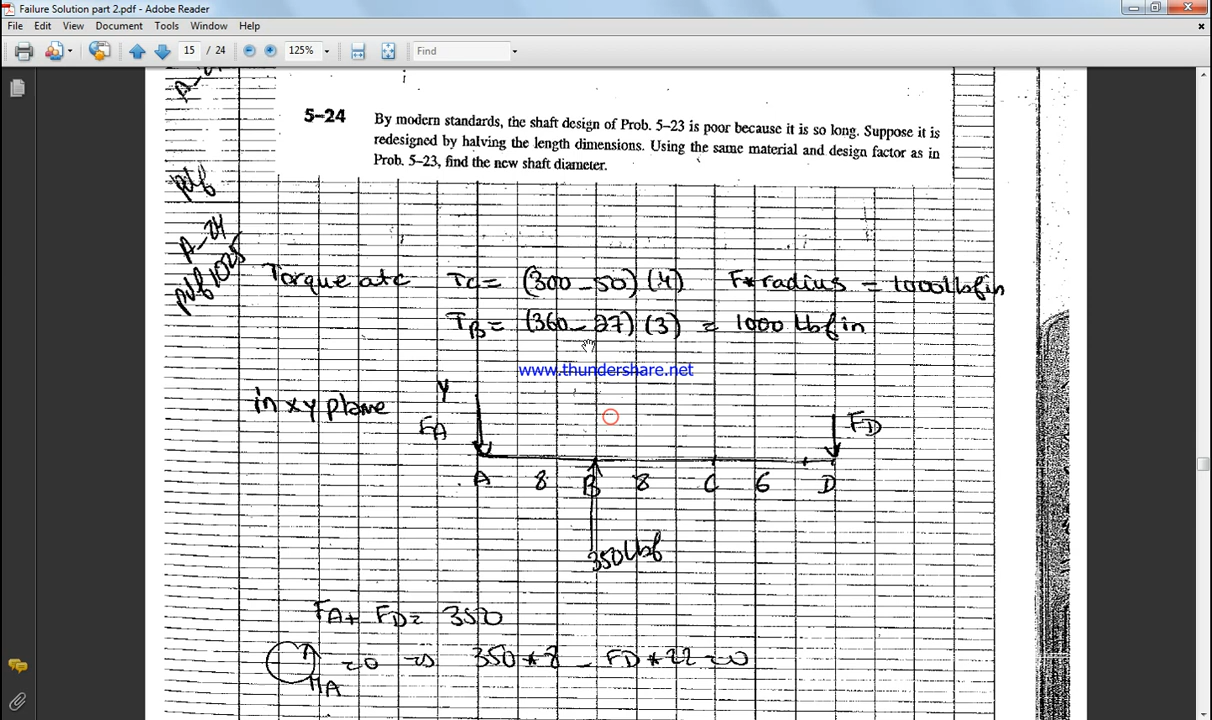 Failure Solution part 2.pdf - Adobe Reader
File Edit View Document Tools Window Help
15 / 24 125% Find
5–24 By modern standards, the shaft design of Prob. 5–23 is poor because it is so long. Suppose it is
redesigned by halving the length dimensions. Using the same material and design factor as in
Prob. 5–23, find the new shaft diameter.
pdf
A-24
pdf 1025
Torque at C TC = (300 - 50) (4) F*radius = 1000 lbf in
TB = (360 - 27) (3) = 1000 lbf in
www.thundershare.net
in xy plane
Y
FA FD
A 8 B 8 C 6 D
350 lbf
FA + FD = 350
MA = 0 ⇒ 350 * 8 - FD * 22 = 0